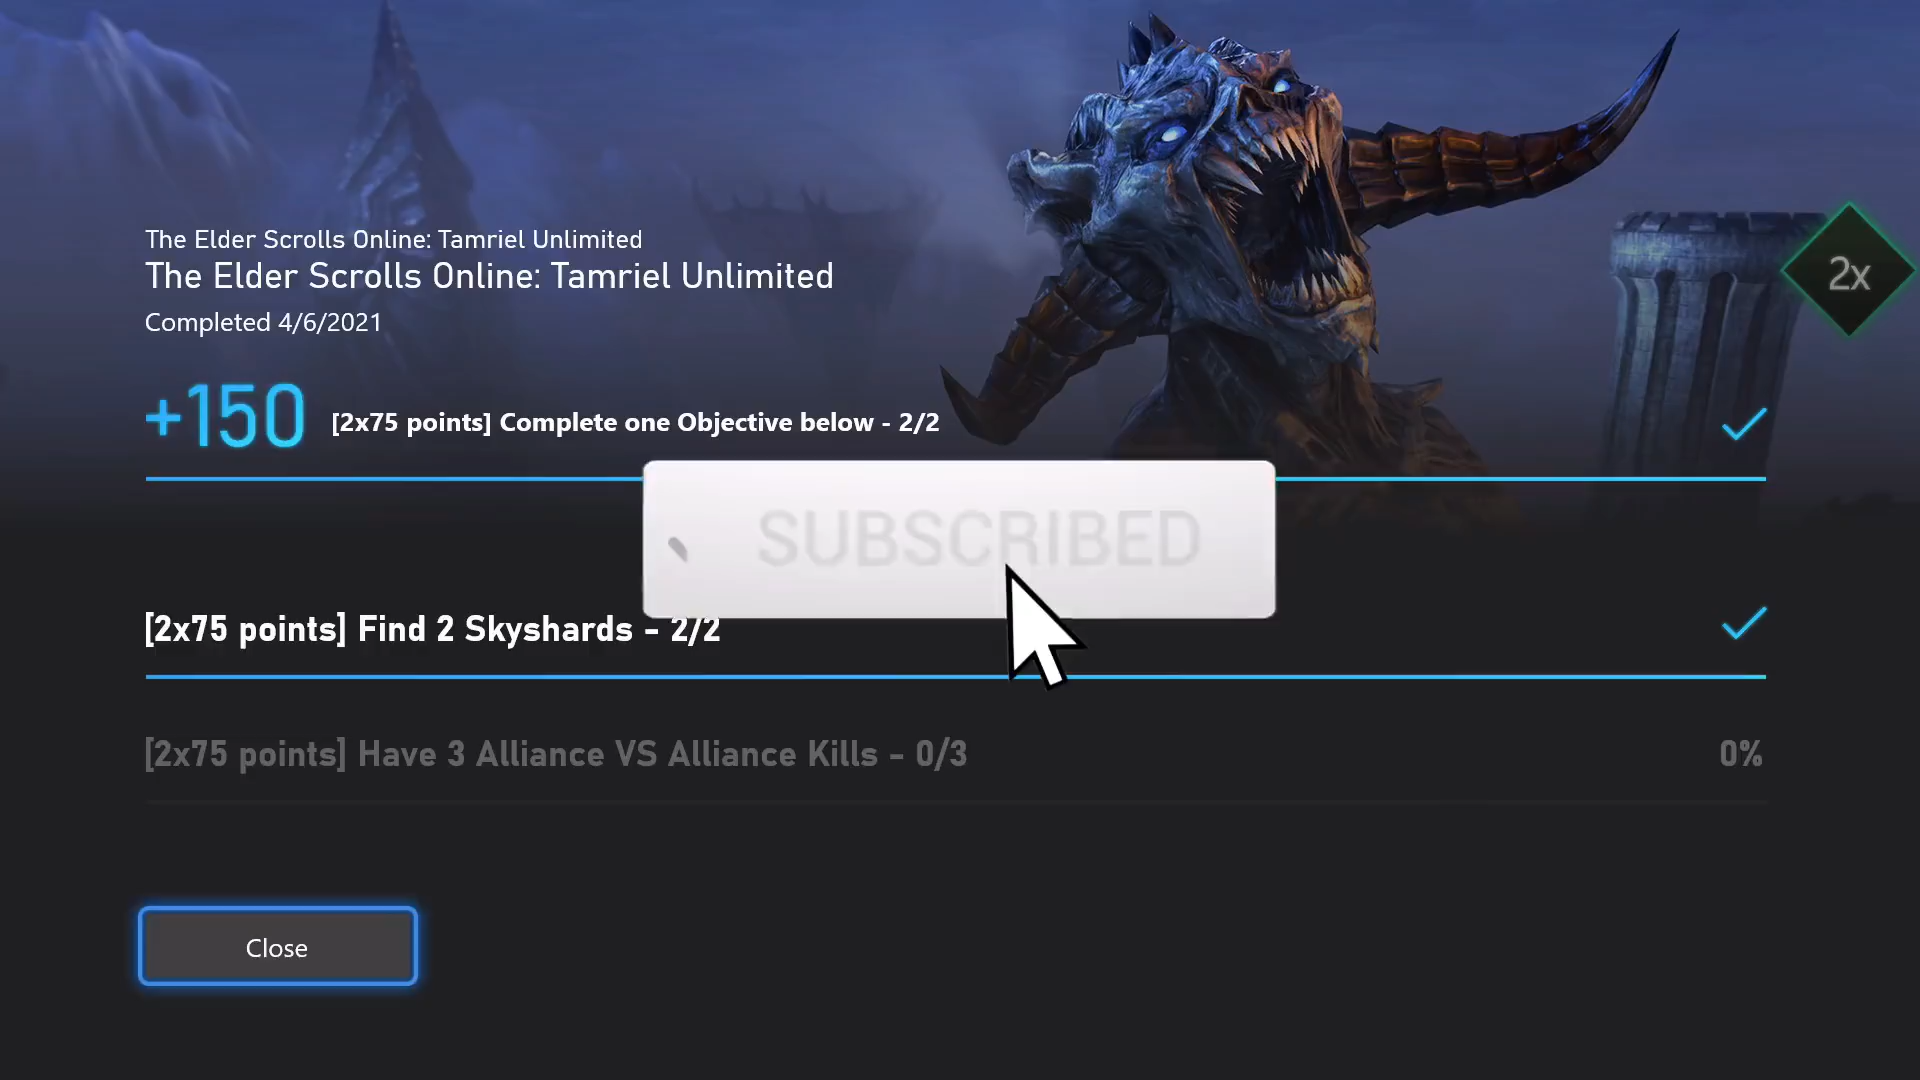 The Elder Scrolls Online: Tamriel Unlimited
The Elder Scrolls Online: Tamriel Unlimited
Completed 4/6/2021
2x
+150 [2x75 points] Complete one Objective below - 2/2
SUBSCRIBED
[2x75 points] Find 2 Skyshards - 2/2
[2x75 points] Have 3 Alliance VS Alliance Kills - 0/3 0%
Close